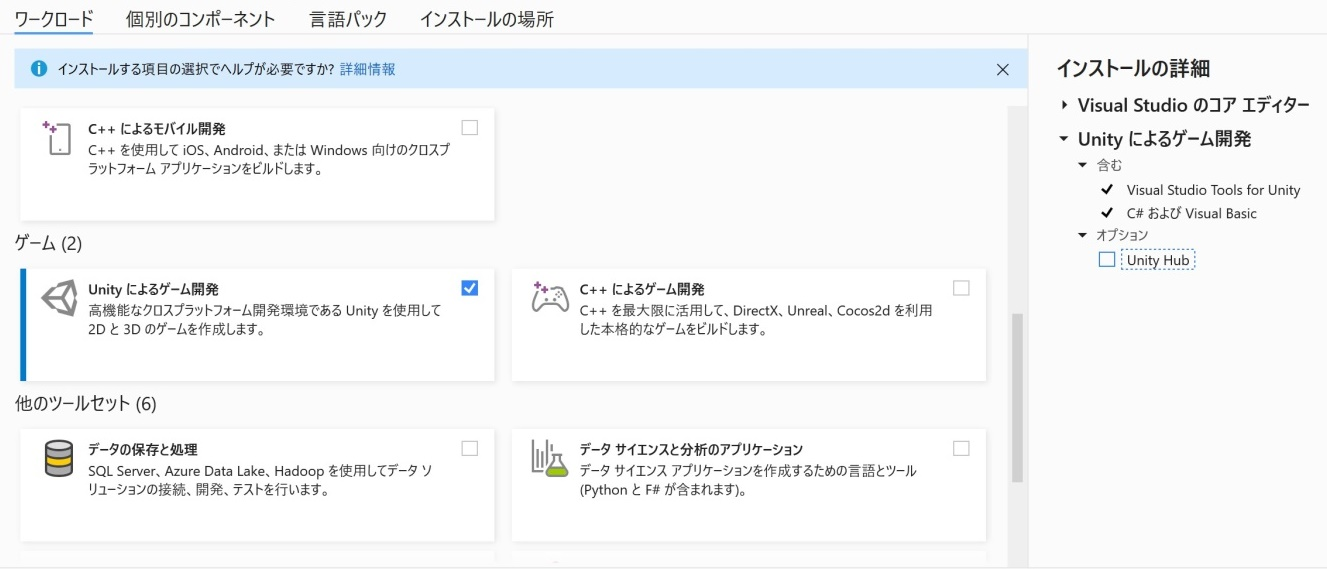 ワークロード 個別のコンポーネント 言語パック インストールの場所
インストールする項目の選択でヘルプが必要ですか? 詳細情報
C++ によるモバイル開発
C++ を使用して iOS、Android、または Windows 向けのクロスプ
ラットフォーム アプリケーションをビルドします。
ゲーム (2)
Unity によるゲーム開発
高機能なクロスプラットフォーム開発環境である Unity を使用して
2D と 3D のゲームを作成します。
C++ によるゲーム開発
C++ を最大限に活用して、DirectX、Unreal、Cocos2d を利用
した本格的なゲームをビルドします。
他のツールセット (6)
データの保存と処理
SQL Server、Azure Data Lake、Hadoop を使用してデータ ソ
リューションの接続、開発、テストを行います。
データ サイエンスと分析のアプリケーション
データ サイエンス アプリケーションを作成するための言語とツール
(Python と F# が含まれます)。
インストールの詳細
Visual Studio のコア エディター
Unity によるゲーム開発
含む
Visual Studio Tools for Unity
C# および Visual Basic
オプション
Unity Hub